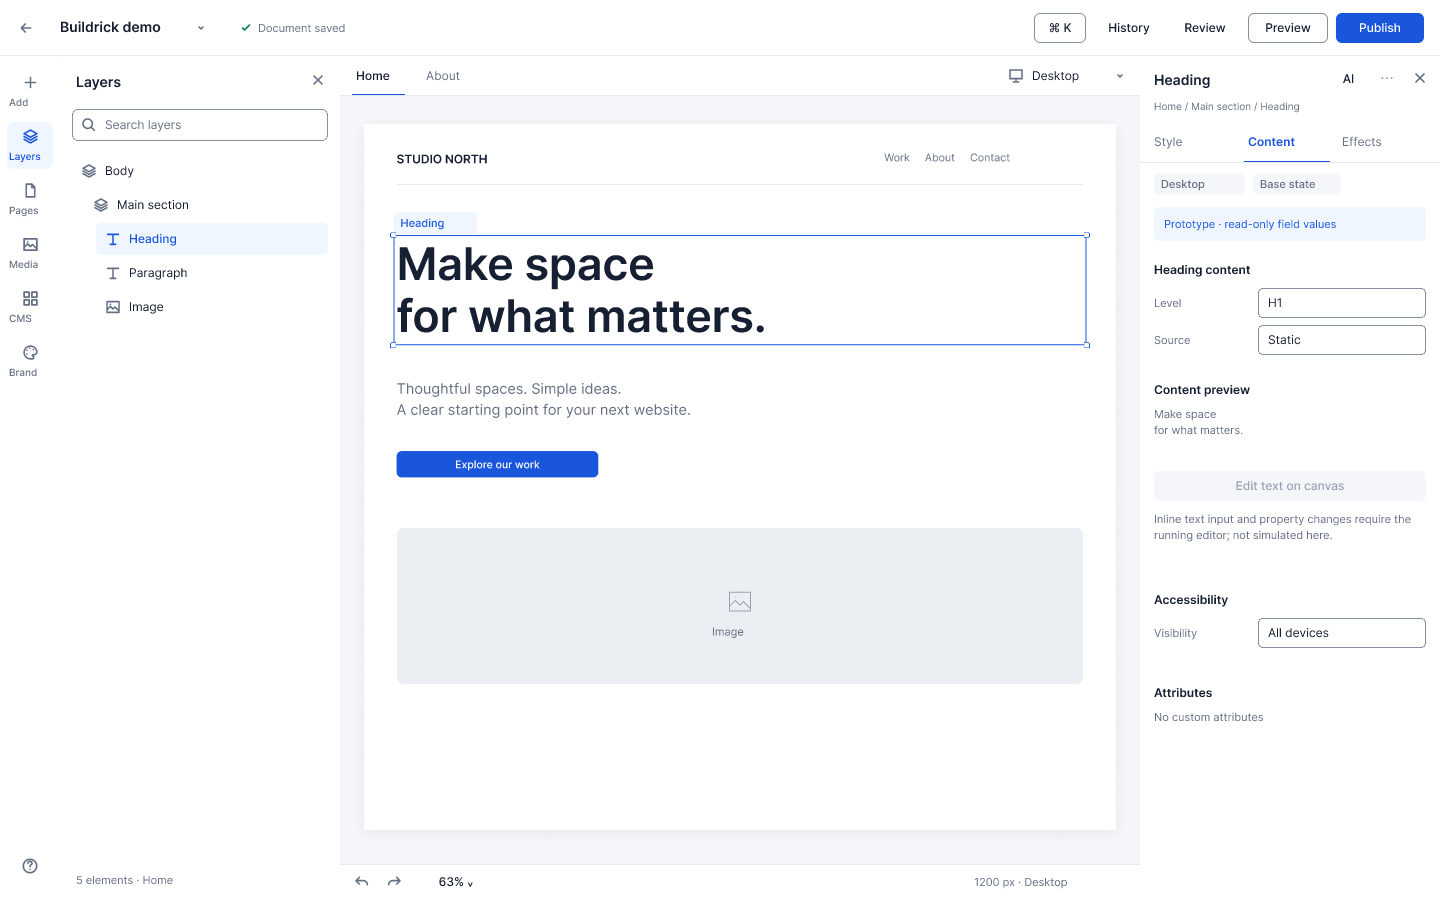 Buildrick demo
Document saved
⌘ K
History
Review
Preview
Publish
Add
Layers
Pages
Media
CMS
Brand
Layers
Search layers
Body
Main section
Heading
Paragraph
Image
5 elements · Home
Home
About
Desktop
STUDIO NORTH
Work
About
Contact
Heading
Make space
for what matters.
Thoughtful spaces. Simple ideas.
A clear starting point for your next website.
Explore our work
Image
63%
1200 px · Desktop
Heading
AI
Home / Main section / Heading
Style
Content
Effects
Desktop
Base state
Prototype · read-only field values
Heading content
Level
H1
Source
Static
Content preview
Make space
for what matters.
Edit text on canvas
Inline text input and property changes require the
running editor; not simulated here.
Accessibility
Visibility
All devices
Attributes
No custom attributes